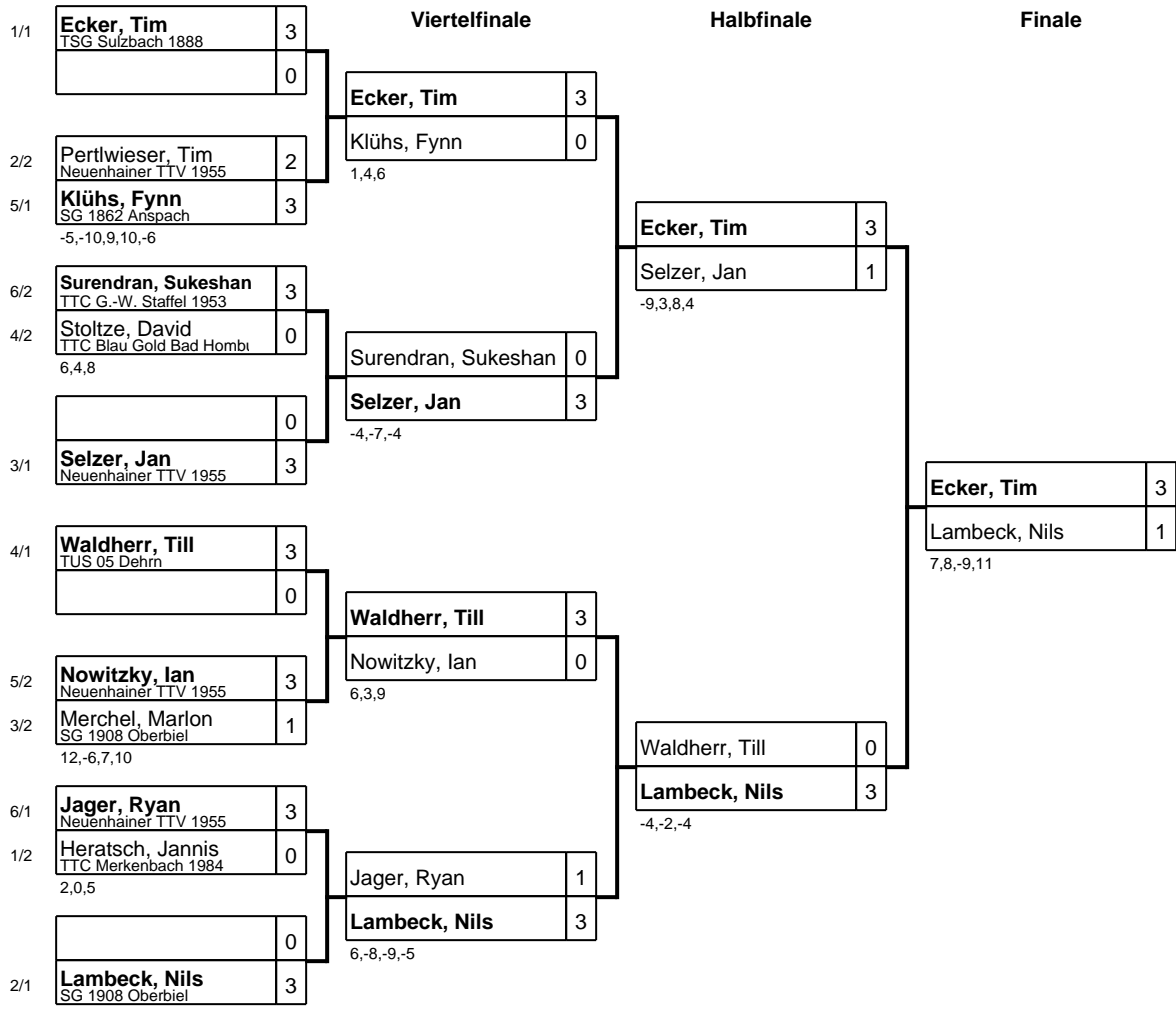 Viertelfinale
Halbfinale
Finale
1/1 Ecker, Tim 3
TSG Sulzbach 1888
0
2/2 Pertlwieser, Tim 2
Neuenhainer TTV 1955
5/1 Klühs, Fynn 3
SG 1862 Anspach
-5,-10,9,10,-6
6/2 Surendran, Sukeshan 3
TTC G.-W. Staffel 1953
4/2 Stoltze, David 0
TTC Blau Gold Bad Hombu
6,4,8
0
3/1 Selzer, Jan 3
Neuenhainer TTV 1955
4/1 Waldherr, Till 3
TUS 05 Dehrn
0
5/2 Nowitzky, Ian 3
Neuenhainer TTV 1955
3/2 Merchel, Marlon 1
SG 1908 Oberbiel
12,-6,7,10
6/1 Jager, Ryan 3
Neuenhainer TTV 1955
1/2 Heratsch, Jannis 0
TTC Merkenbach 1984
2,0,5
0
2/1 Lambeck, Nils 3
SG 1908 Oberbiel
Ecker, Tim 3
Klühs, Fynn 0
1,4,6
Surendran, Sukeshan 0
Selzer, Jan 3
-4,-7,-4
Waldherr, Till 3
Nowitzky, Ian 0
6,3,9
Jager, Ryan 1
Lambeck, Nils 3
6,-8,-9,-5
Ecker, Tim 3
Selzer, Jan 1
-9,3,8,4
Waldherr, Till 0
Lambeck, Nils 3
-4,-2,-4
Ecker, Tim 3
Lambeck, Nils 1
7,8,-9,11